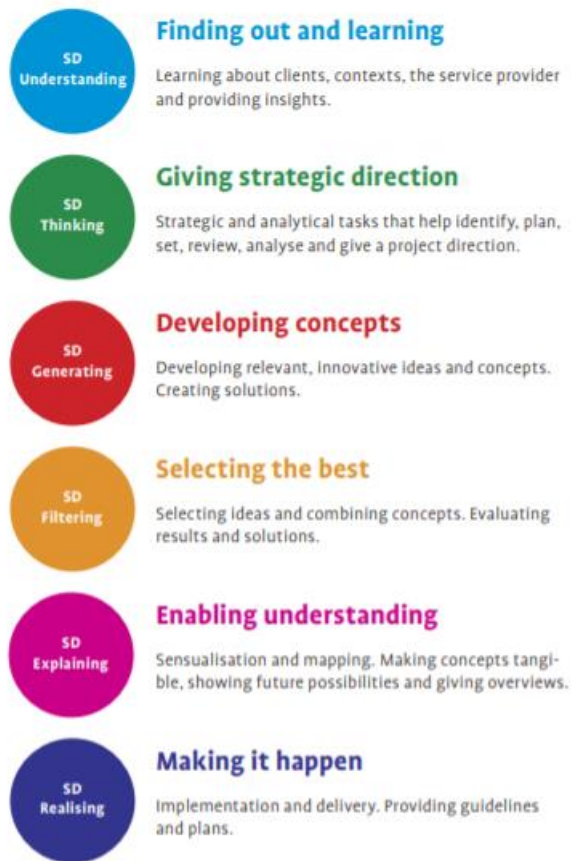 SD
Understanding
Finding out and learning
Learning about clients, contexts, the service provider
and providing insights.
SD
Thinking
Giving strategic direction
Strategic and analytical tasks that help identify, plan,
set, review, analyse and give a project direction.
SD
Generating
Developing concepts
Developing relevant, innovative ideas and concepts.
Creating solutions.
SD
Filtering
Selecting the best
Selecting ideas and combining concepts. Evaluating
results and solutions.
SD
Explaining
Enabling understanding
Sensualisation and mapping. Making concepts tangi-
ble, showing future possibilities and giving overviews.
SD
Realising
Making it happen
Implementation and delivery. Providing guidelines
and plans.